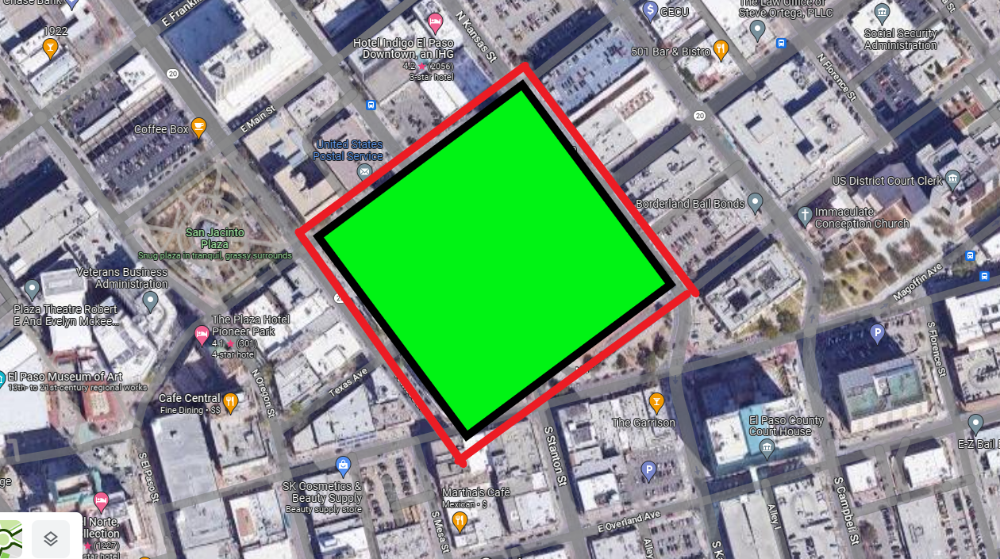 Chase Bank
E Frankl
1922
20
Hotel Indigo El Paso
Downtown, an IHG
4.2 ★ (2056)
3-star hotel
N Kansas St
GECU
The Law Office of
Steve Ortega, PLLC
Social Security
Administration
501 Bar & Bistro
N Florence St
20
Coffee Box
E Main St
United States
Postal Service
San Jacinto
Plaza
Snug plaza in tranquil, grassy surrounds
Borderland Bail Bonds
US District Court Clerk
Immaculate
Conception Church
Magoffin Ave
Veterans Business
Administration
Plaza Theatre Robert
E And Evelyn Mckee...
The Plaza Hotel
Pioneer Park
4.1 ★ (301)
4-star hotel
P
S Florence St
El Paso Museum of Art
13th- to 21st-century regional works
N Oregon St
Texas Ave
Cafe Central
Fine Dining • $$
The Garrison
El Paso County
Court House
E-Z Bail
S El Paso St
S Stanton St
SK Cosmetics &
Beauty Supply
Beauty supply store
P
Martha's Café
Mexican • $
S Mesa St
E Overland Ave
Alley I
S Campbell St
el Norte,
ollection
(1227)
star hotel
Alley
S K